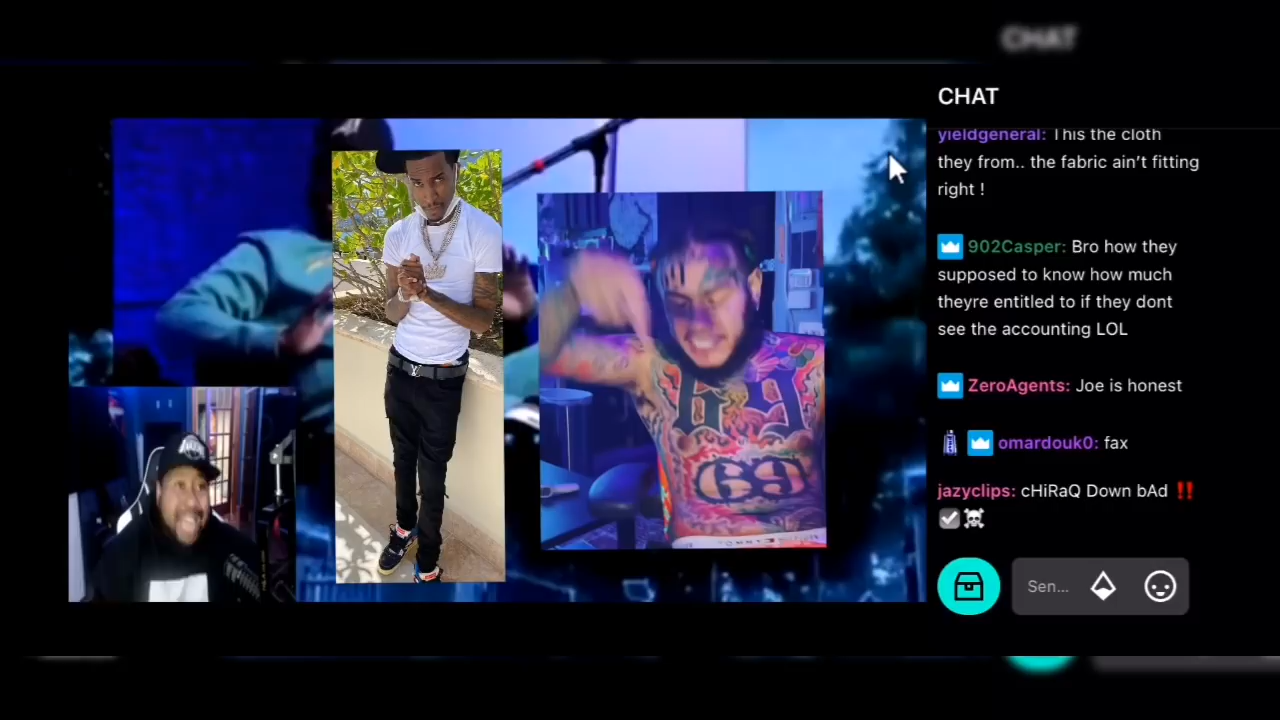 CHAT
CHAT
yieldgeneral: This the cloth
they from.. the fabric ain’t fitting
right !
902Casper: Bro how they
supposed to know how much
theyre entitled to if they dont
see the accounting LOL
ZeroAgents: Joe is honest
omardouk0: fax
jazyclips: cHiRaQ Down bAd ‼️
☑️☠️
Sen...
69
69
LV